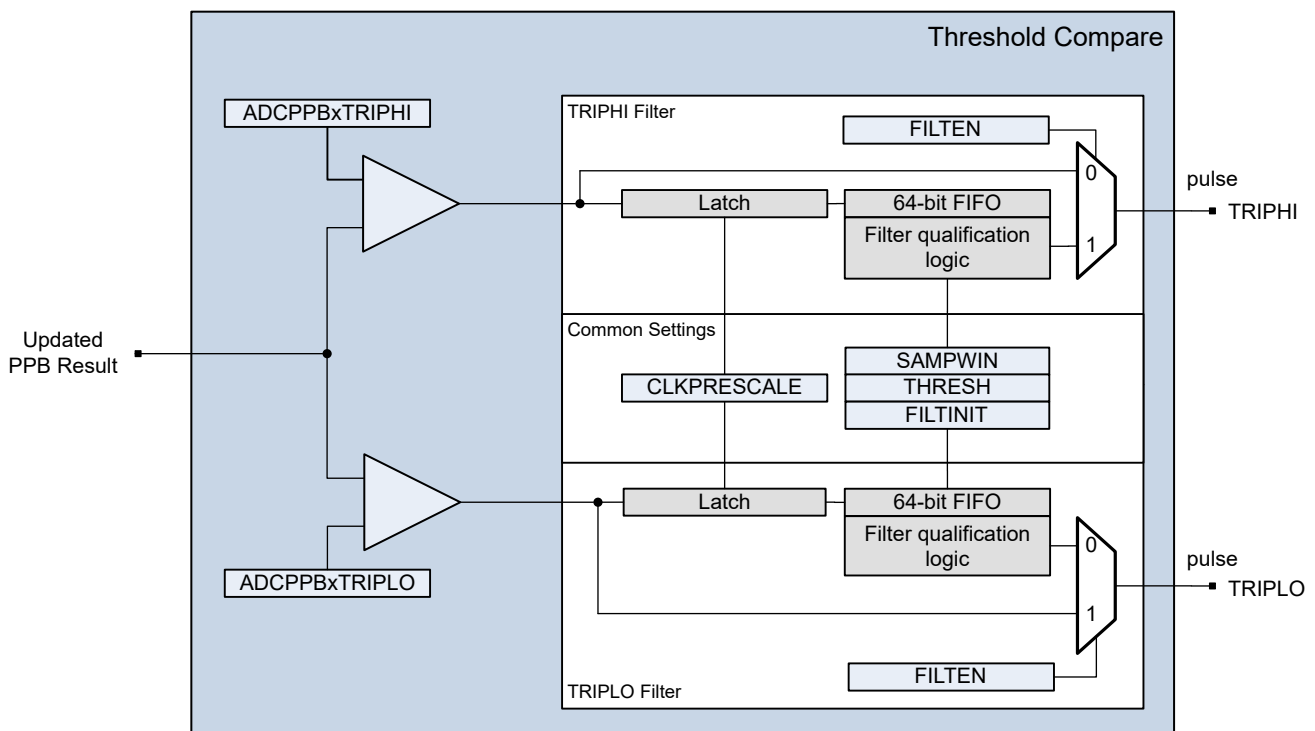 Threshold Compare
ADCPPBxTRIPHI
TRIPHI Filter
FILTEN
0
pulse
Latch
64-bit FIFO
TRIPHI
Filter qualification
logic
1
Common Settings
Updated
PPB Result
SAMPWIN
CLKPRESCALE
THRESH
FILTINIT
Latch
64-bit FIFO
Filter qualification
logic
0
pulse
ADCPPBxTRIPLO
TRIPLO
1
FILTEN
TRIPLO Filter